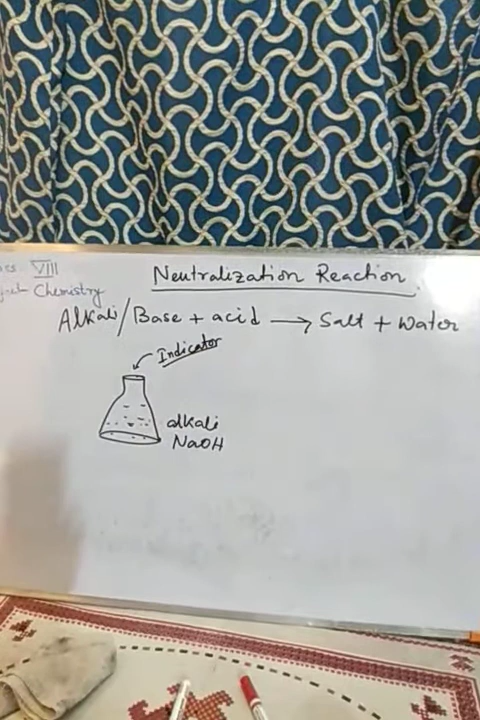 VIII
Chemistry
Neutralization Reaction
Alkali/Base + acid → Salt + Water
Indicator
alkali
NaOH